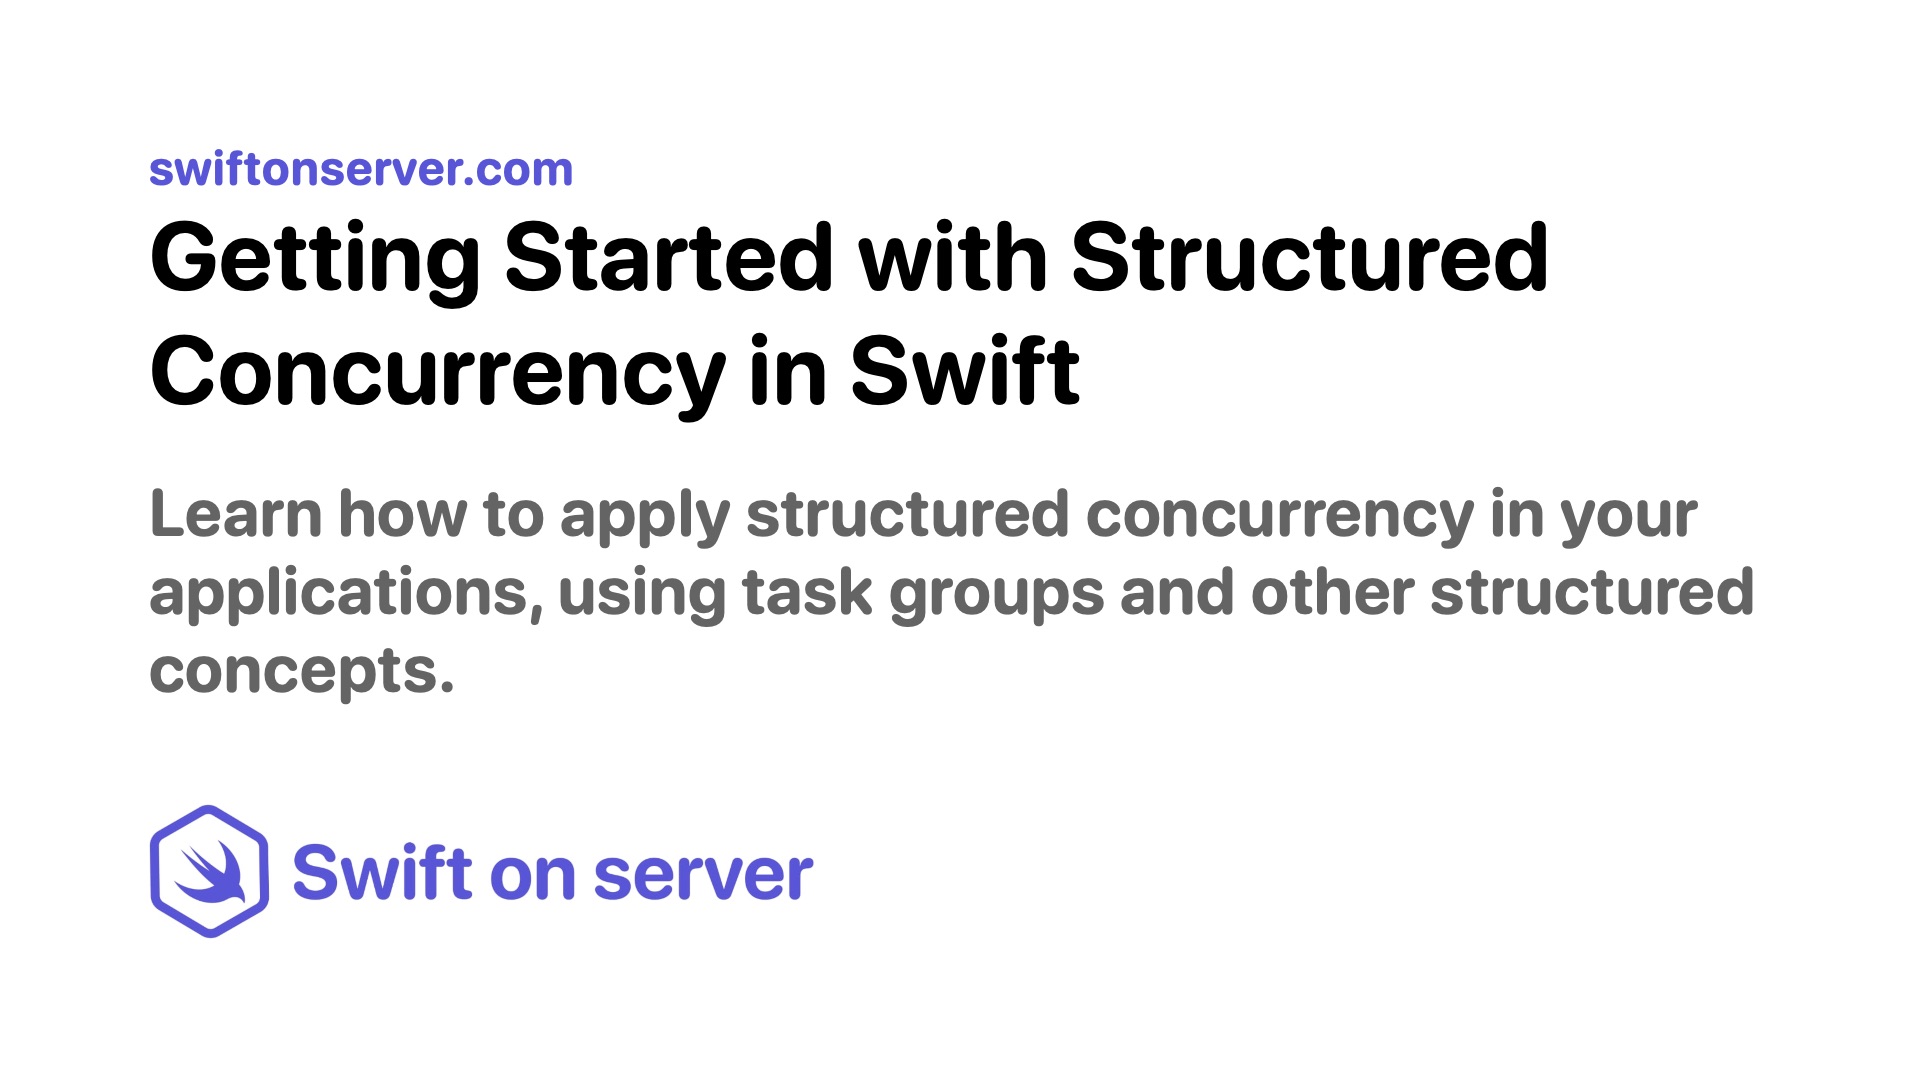 swiftonserver.com
Getting Started with Structured
Concurrency in Swift
Learn how to apply structured concurrency in your
applications, using task groups and other structured
concepts.
Swift on server